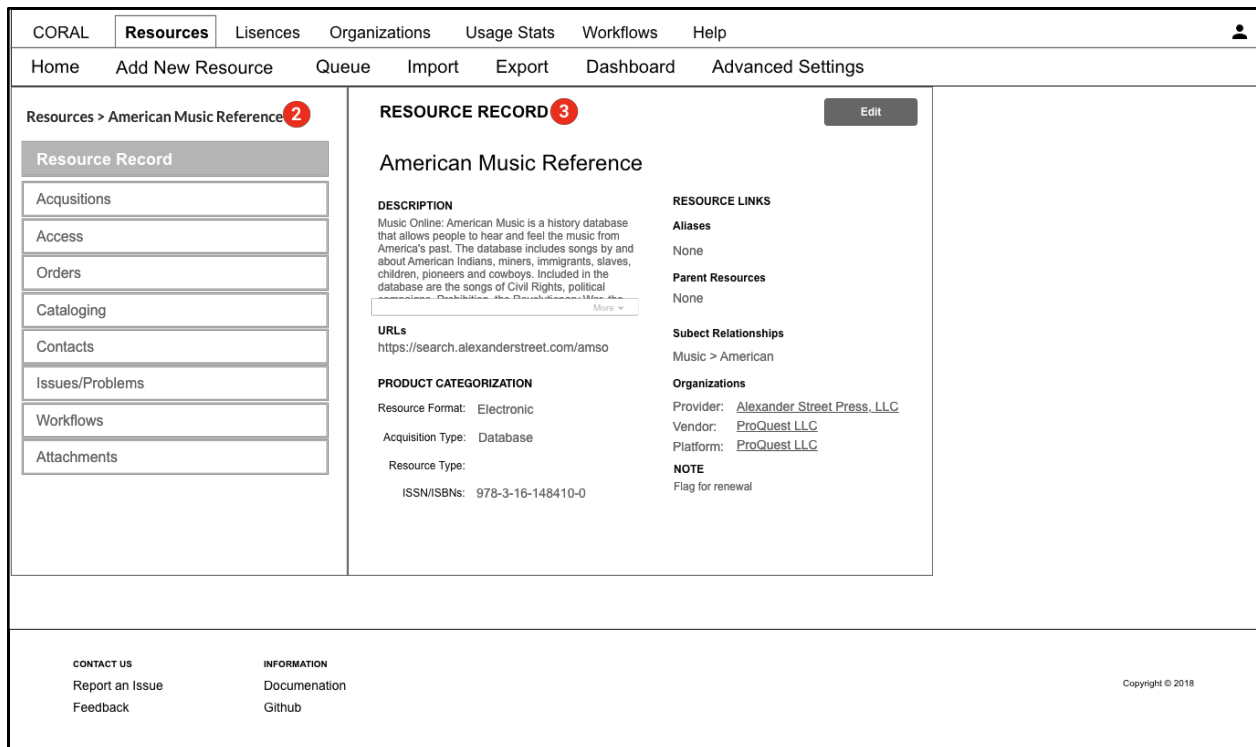 CORAL Resources Lisences Organizations Usage Stats Workflows Help
Home Add New Resource Queue Import Export Dashboard Advanced Settings
Resources > American Music Reference 2
Resource Record
Acqusitions
Access
Orders
Cataloging
Contacts
Issues/Problems
Workflows
Attachments
RESOURCE RECORD 3
Edit
American Music Reference
DESCRIPTION
Music Online: American Music is a history database
that allows people to hear and feel the music from
America's past. The database includes songs by and
about American Indians, miners, immigrants, slaves,
children, pioneers and cowboys. Included in the
database are the songs of Civil Rights, political
campaigns, Prohibition, the Revolutionary War, the
More
URLs
https://search.alexanderstreet.com/amso
PRODUCT CATEGORIZATION
Resource Format: Electronic
Acquisition Type: Database
Resource Type:
ISSN/ISBNs: 978-3-16-148410-0
RESOURCE LINKS
Aliases
None
Parent Resources
None
Subect Relationships
Music > American
Organizations
Provider: Alexander Street Press, LLC
Vendor: ProQuest LLC
Platform: ProQuest LLC
NOTE
Flag for renewal
CONTACT US
Report an Issue
Feedback
INFORMATION
Documenation
Github
Copyright © 2018